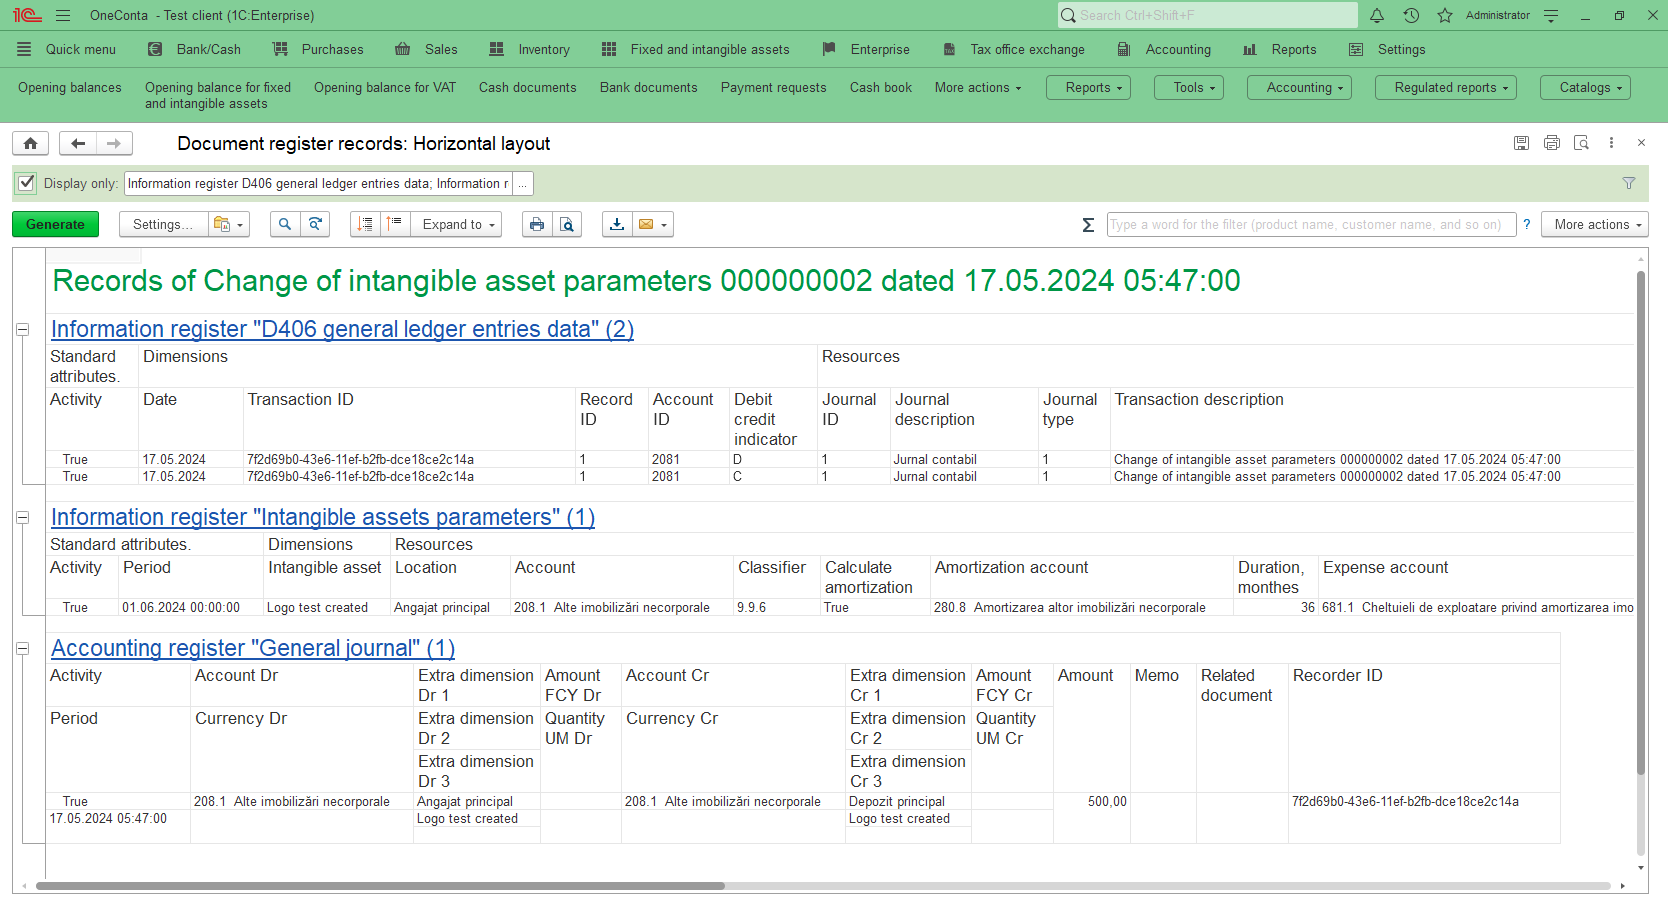 OneConta - Test client (1C:Enterprise)
Search Ctrl+Shift+F
Administrator
Quick menu
Bank/Cash
Purchases
Sales
Inventory
Fixed and intangible assets
Enterprise
Tax office exchange
Accounting
Reports
Settings
Opening balances
Opening balance for fixed
and intangible assets
Opening balance for VAT
Cash documents
Bank documents
Payment requests
Cash book
More actions
Reports
Tools
Accounting
Regulated reports
Catalogs
Document register records: Horizontal layout
Display only:
Information register D406 general ledger entries data; Information r
...
Generate
Settings...
Expand to
Σ
Type a word for the filter (product name, customer name, and so on)
?
More actions
Records of Change of intangible asset parameters 000000002 dated 17.05.2024 05:47:00
Information register "D406 general ledger entries data" (2)
Standard
attributes.
Dimensions
Resources
Activity
Date
Transaction ID
Record
ID
Account
ID
Debit
credit
indicator
Journal
ID
Journal
description
Journal
type
Transaction description
True 17.05.2024 7f2d69b0-43e6-11ef-b2fb-dce18ce2c14a 1 2081 D 1 Jurnal contabil 1 Change of intangible asset parameters 000000002 dated 17.05.2024 05:47:00
True 17.05.2024 7f2d69b0-43e6-11ef-b2fb-dce18ce2c14a 1 2081 C 1 Jurnal contabil 1 Change of intangible asset parameters 000000002 dated 17.05.2024 05:47:00
Information register "Intangible assets parameters" (1)
Standard attributes. Dimensions Resources
Activity
Period
Intangible asset
Location
Account
Classifier
Calculate
amortization
Amortization account
Duration,
monthes
Expense account
True 01.06.2024 00:00:00 Logo test created Angajat principal 208.1 Alte imobilizări necorporale 9.9.6 True 280.8 Amortizarea altor imobilizări necorporale 36 681.1 Cheltuieli de exploatare privind amortizarea imo
Accounting register "General journal" (1)
Activity
Account Dr
Extra dimension
Dr 1
Amount
FCY Dr
Account Cr
Extra dimension
Cr 1
Amount
FCY Cr
Amount
Memo
Related
document
Recorder ID
Period
Currency Dr
Extra dimension
Dr 2
Quantity
UM Dr
Currency Cr
Extra dimension
Cr 2
Quantity
UM Cr
Extra dimension
Dr 3
Extra dimension
Cr 3
True 208.1 Alte imobilizări necorporale Angajat principal 208.1 Alte imobilizări necorporale Depozit principal 500,00 7f2d69b0-43e6-11ef-b2fb-dce18ce2c14a
17.05.2024 05:47:00 Logo test created Logo test created